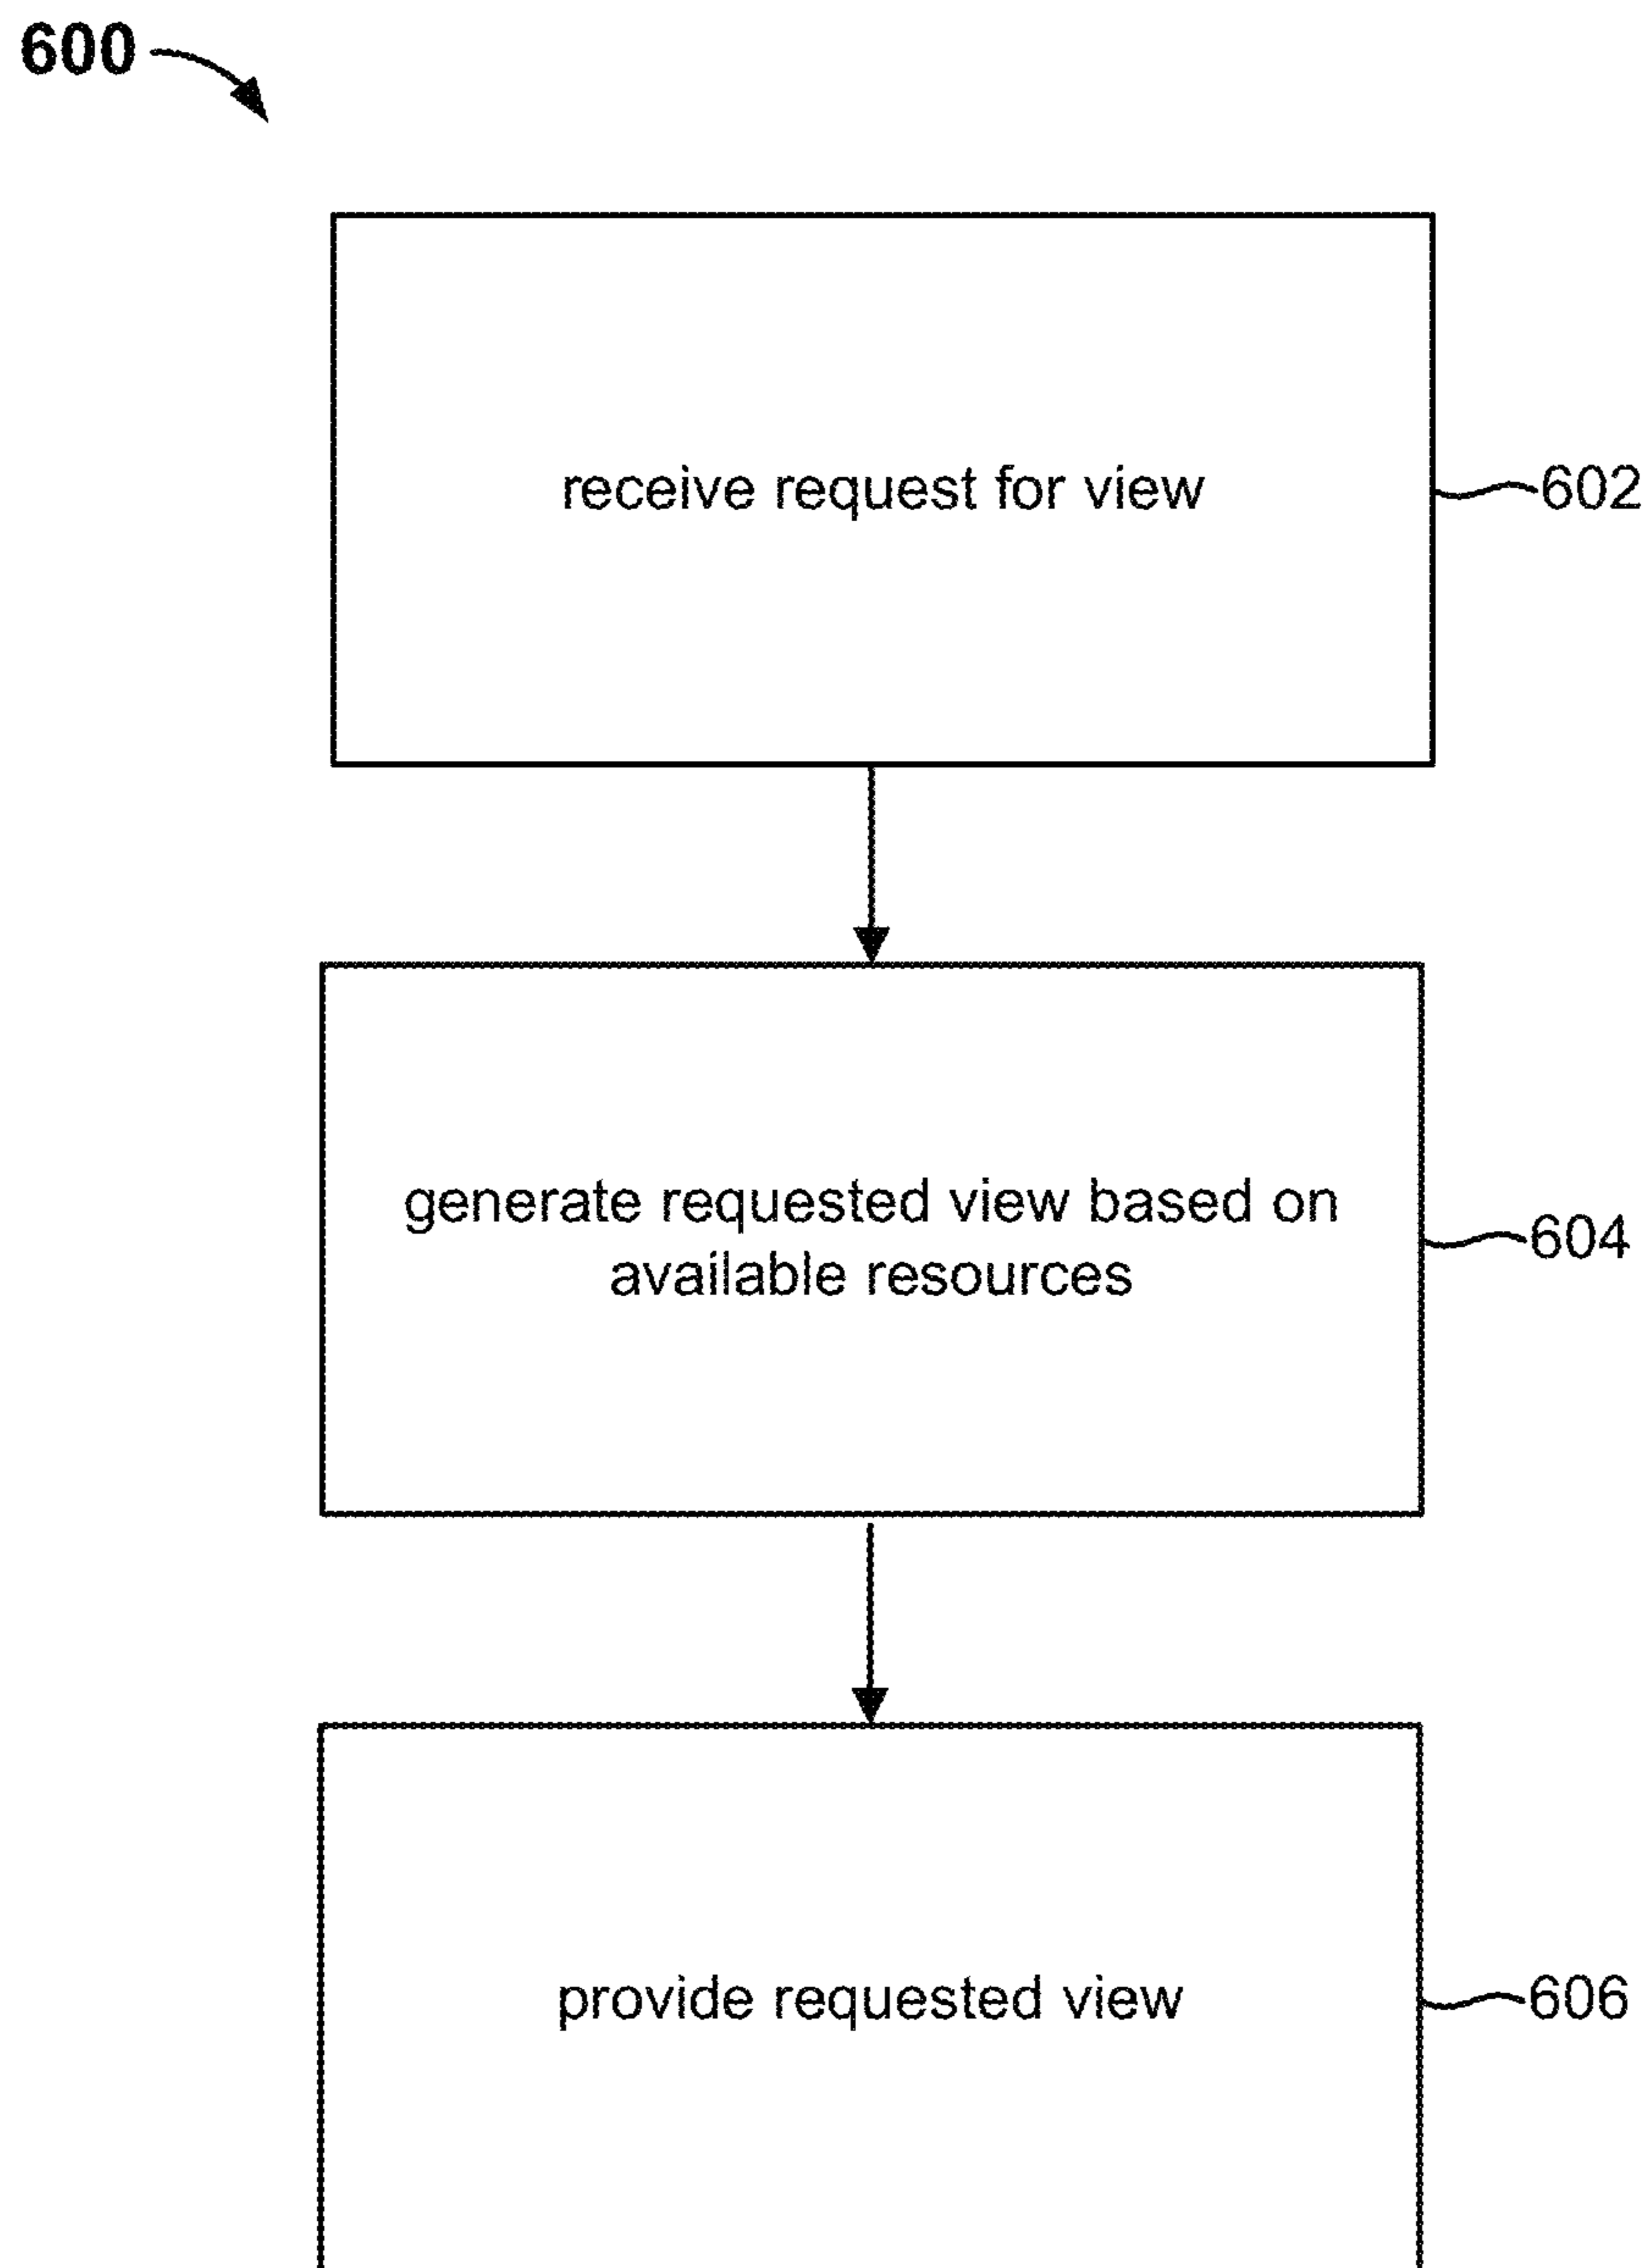 600
receive request for view
602
generate requested view based on
available resources
604
provide requested view
606